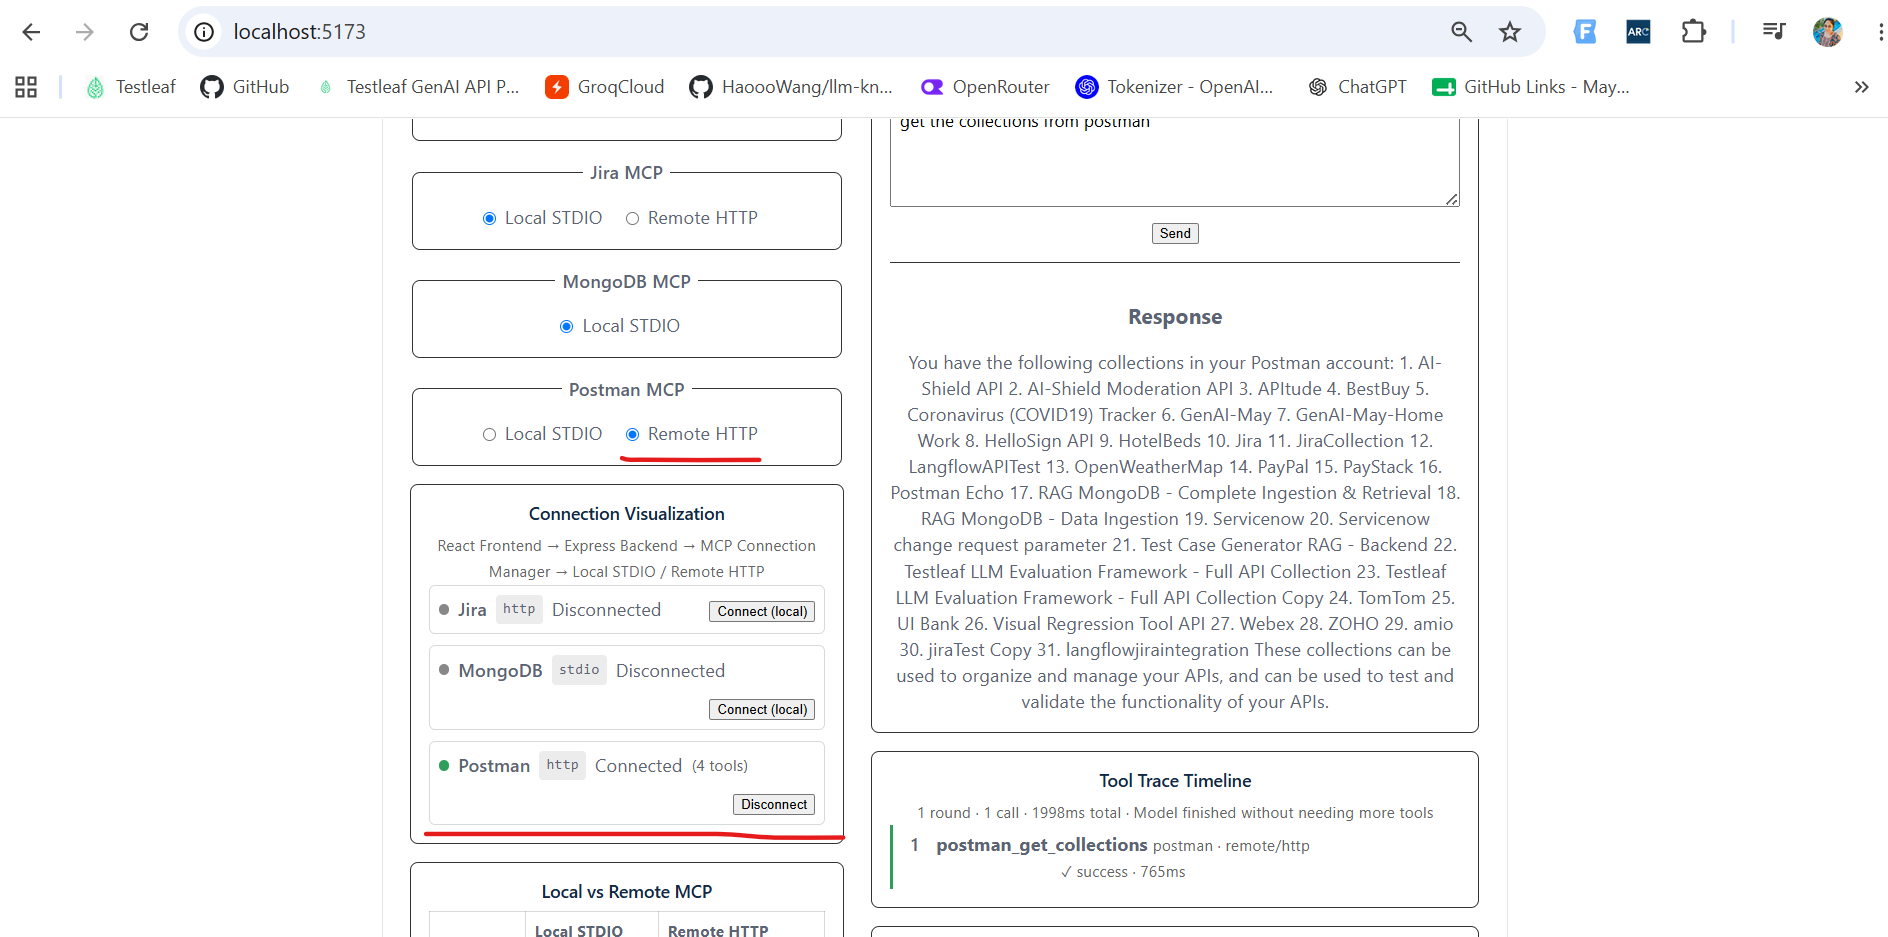 localhost:5173
Testleaf
GitHub
Testleaf GenAI API P...
GroqCloud
HaoooWang/llm-kn...
OpenRouter
Tokenizer - OpenAI...
ChatGPT
GitHub Links - May...
F
ARC
Jira MCP
Local STDIO Remote HTTP
MongoDB MCP
Local STDIO
Postman MCP
Local STDIO Remote HTTP
Connection Visualization
React Frontend → Express Backend → MCP Connection
Manager → Local STDIO / Remote HTTP
Jira http Disconnected Connect (local)
MongoDB stdio Disconnected
Connect (local)
Postman http Connected (4 tools)
Disconnect
Local vs Remote MCP
Local STDIO Remote HTTP
get the collections from postman
Send
Response
You have the following collections in your Postman account: 1. AI-
Shield API 2. AI-Shield Moderation API 3. APItude 4. BestBuy 5.
Coronavirus (COVID19) Tracker 6. GenAI-May 7. GenAI-May-Home
Work 8. HelloSign API 9. HotelBeds 10. Jira 11. JiraCollection 12.
LangflowAPITest 13. OpenWeatherMap 14. PayPal 15. PayStack 16.
Postman Echo 17. RAG MongoDB - Complete Ingestion & Retrieval 18.
RAG MongoDB - Data Ingestion 19. Servicenow 20. Servicenow
change request parameter 21. Test Case Generator RAG - Backend 22.
Testleaf LLM Evaluation Framework - Full API Collection 23. Testleaf
LLM Evaluation Framework - Full API Collection Copy 24. TomTom 25.
UI Bank 26. Visual Regression Tool API 27. Webex 28. ZOHO 29. amio
30. jiraTest Copy 31. langflowjiraintegration These collections can be
used to organize and manage your APIs, and can be used to test and
validate the functionality of your APIs.
Tool Trace Timeline
1 round · 1 call · 1998ms total · Model finished without needing more tools
1 postman_get_collections postman · remote/http
✓ success · 765ms